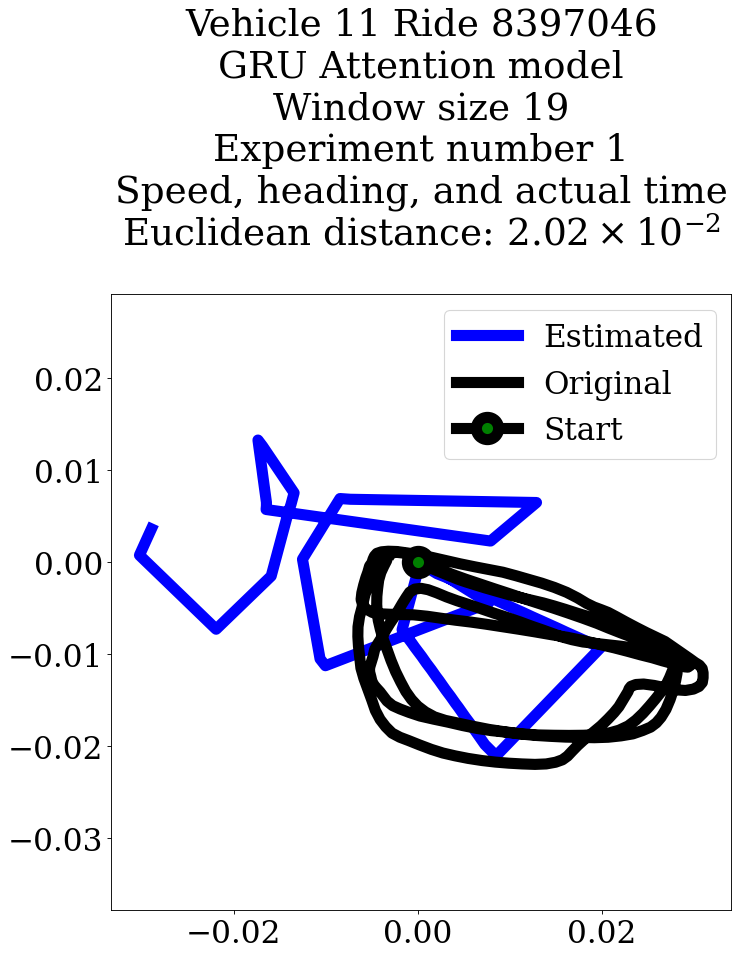 Vehicle 11 Ride 8397046
GRU Attention model
Window size 19
Experiment number 1
Speed, heading, and actual time
Euclidean distance: 2.02 × 10⁻²
Estimated
Original
Start
0.02
0.01
0.00
−0.01
−0.02
−0.03
−0.02
0.00
0.02